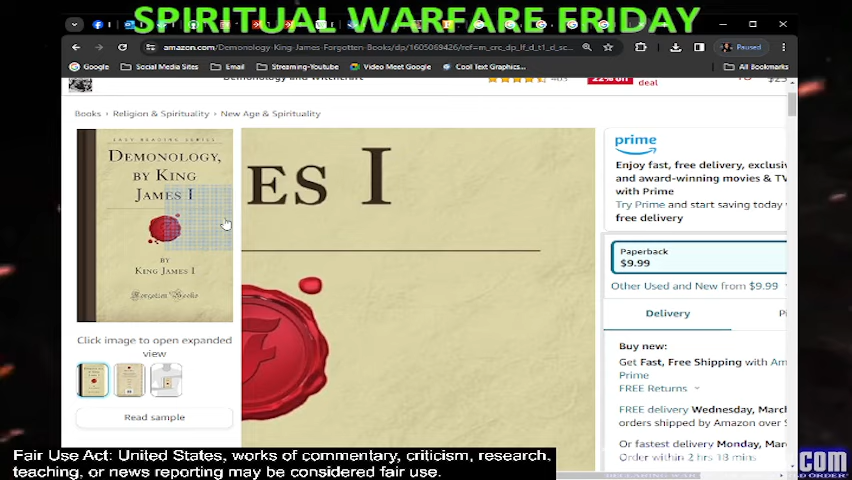 SPIRITUAL WARFARE FRIDAY
amazon.com/Demonology-King-James-Forgotten-Books/dp/1605069426/ref=m_crc_dp_lf_d_t1_d_sc...
Paused
Google
Social Media Sites
Email
Streaming-Youtube
Video Meet Google
Cool Text Graphics...
All Bookmarks
Demonology and Witchcraft
22% off
deal
Books › Religion & Spirituality › New Age & Spirituality
EASY READING SERIES
DEMONOLOGY,
BY KING
JAMES I
BY
KING JAMES I
Forgotten Books
ES I
F
Click image to open expanded
view
Read sample
prime
Enjoy fast, free delivery, exclusiv
and award-winning movies & TV
with Prime
Try Prime and start saving today
free delivery
Paperback
$9.99
Other Used and New from $9.99
Delivery
Buy new:
Get Fast, Free Shipping with Am
Prime
FREE Returns
FREE delivery Wednesday, March
orders shipped by Amazon over $
Or fastest delivery Monday, Mar
Order within 2 hrs 18 mins
Fair Use Act: United States, works of commentary, criticism, research,
teaching, or news reporting may be considered fair use.
.com